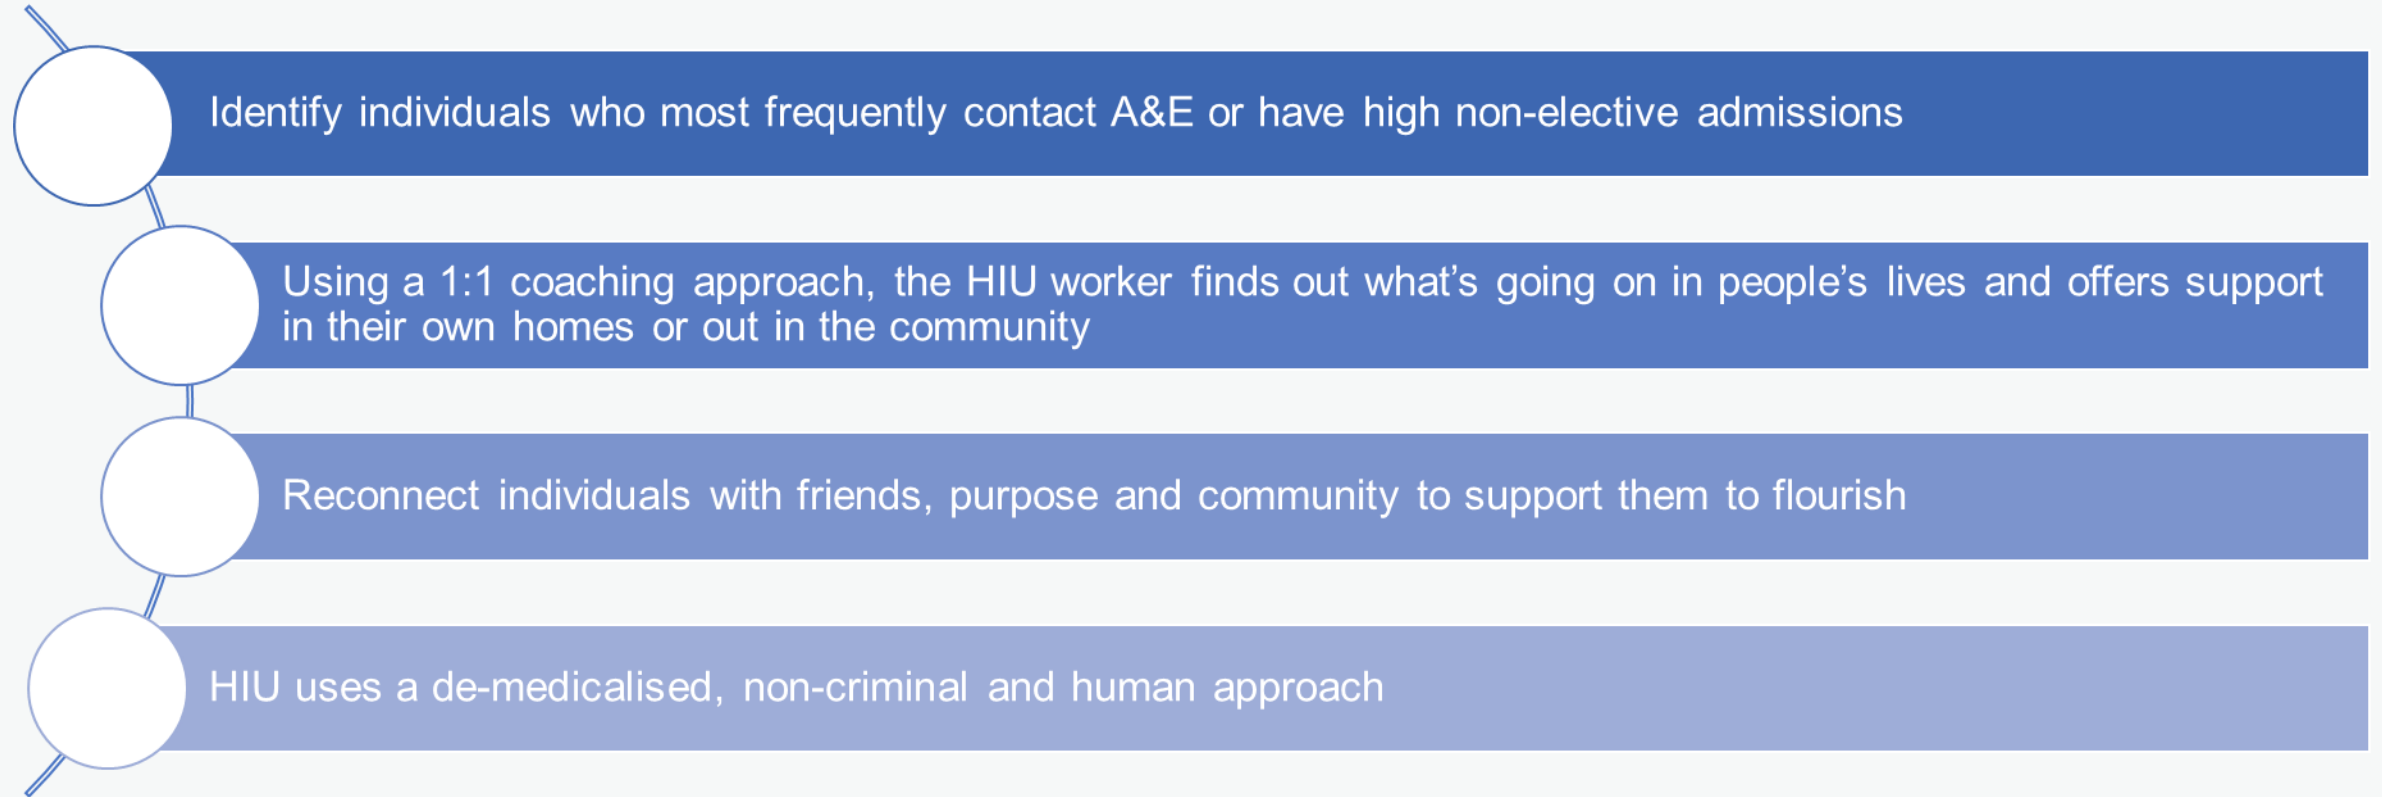 Identify individuals who most frequently contact A&E or have high non-elective admissions
Using a 1:1 coaching approach, the HIU worker finds out what’s going on in people’s lives and offers support
in their own homes or out in the community
Reconnect individuals with friends, purpose and community to support them to flourish
HIU uses a de-medicalised, non-criminal and human approach